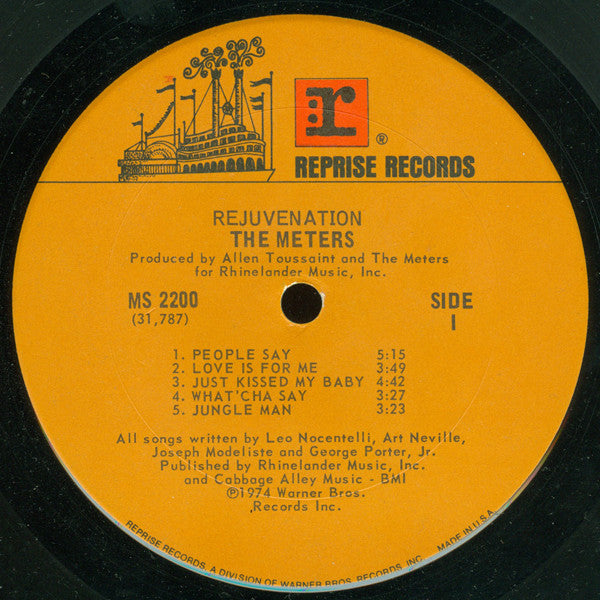 r
®
REPRISE RECORDS
REJUVENATION
THE METERS
Produced by Allen Toussaint and The Meters
for Rhinelander Music, Inc.
MS 2200
(31,787)
SIDE
I
1. PEOPLE SAY 5:15
2. LOVE IS FOR ME 3:49
3. JUST KISSED MY BABY 4:42
4. WHAT'CHA SAY 3:27
5. JUNGLE MAN 3:23
All songs written by Leo Nocentelli, Art Neville,
Joseph Modeliste and George Porter, Jr.
Published by Rhinelander Music, Inc.
and Cabbage Alley Music - BMI
℗1974 Warner Bros.
Records Inc.
REPRISE RECORDS, A DIVISION OF WARNER BROS. RECORDS, INC. MADE IN U.S.A.